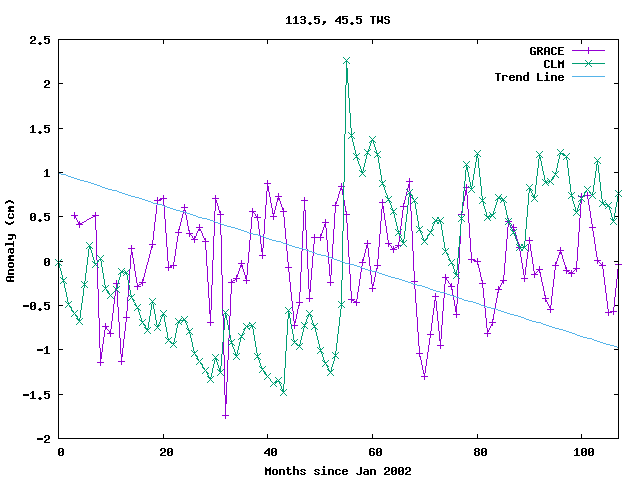 113.5, 45.5 TWS
GRACE
CLM
Trend Line
2.5
2
1.5
1
0.5
0
-0.5
-1
-1.5
-2
Anomaly (cm)
0 20 40 60 80 100
Months since Jan 2002